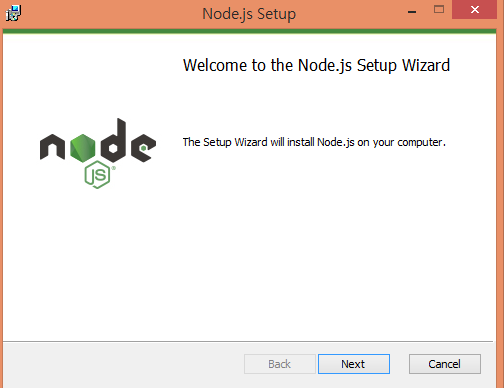 Node.js Setup
Welcome to the Node.js Setup Wizard
The Setup Wizard will install Node.js on your computer.
node
JS
Back
Next
Cancel